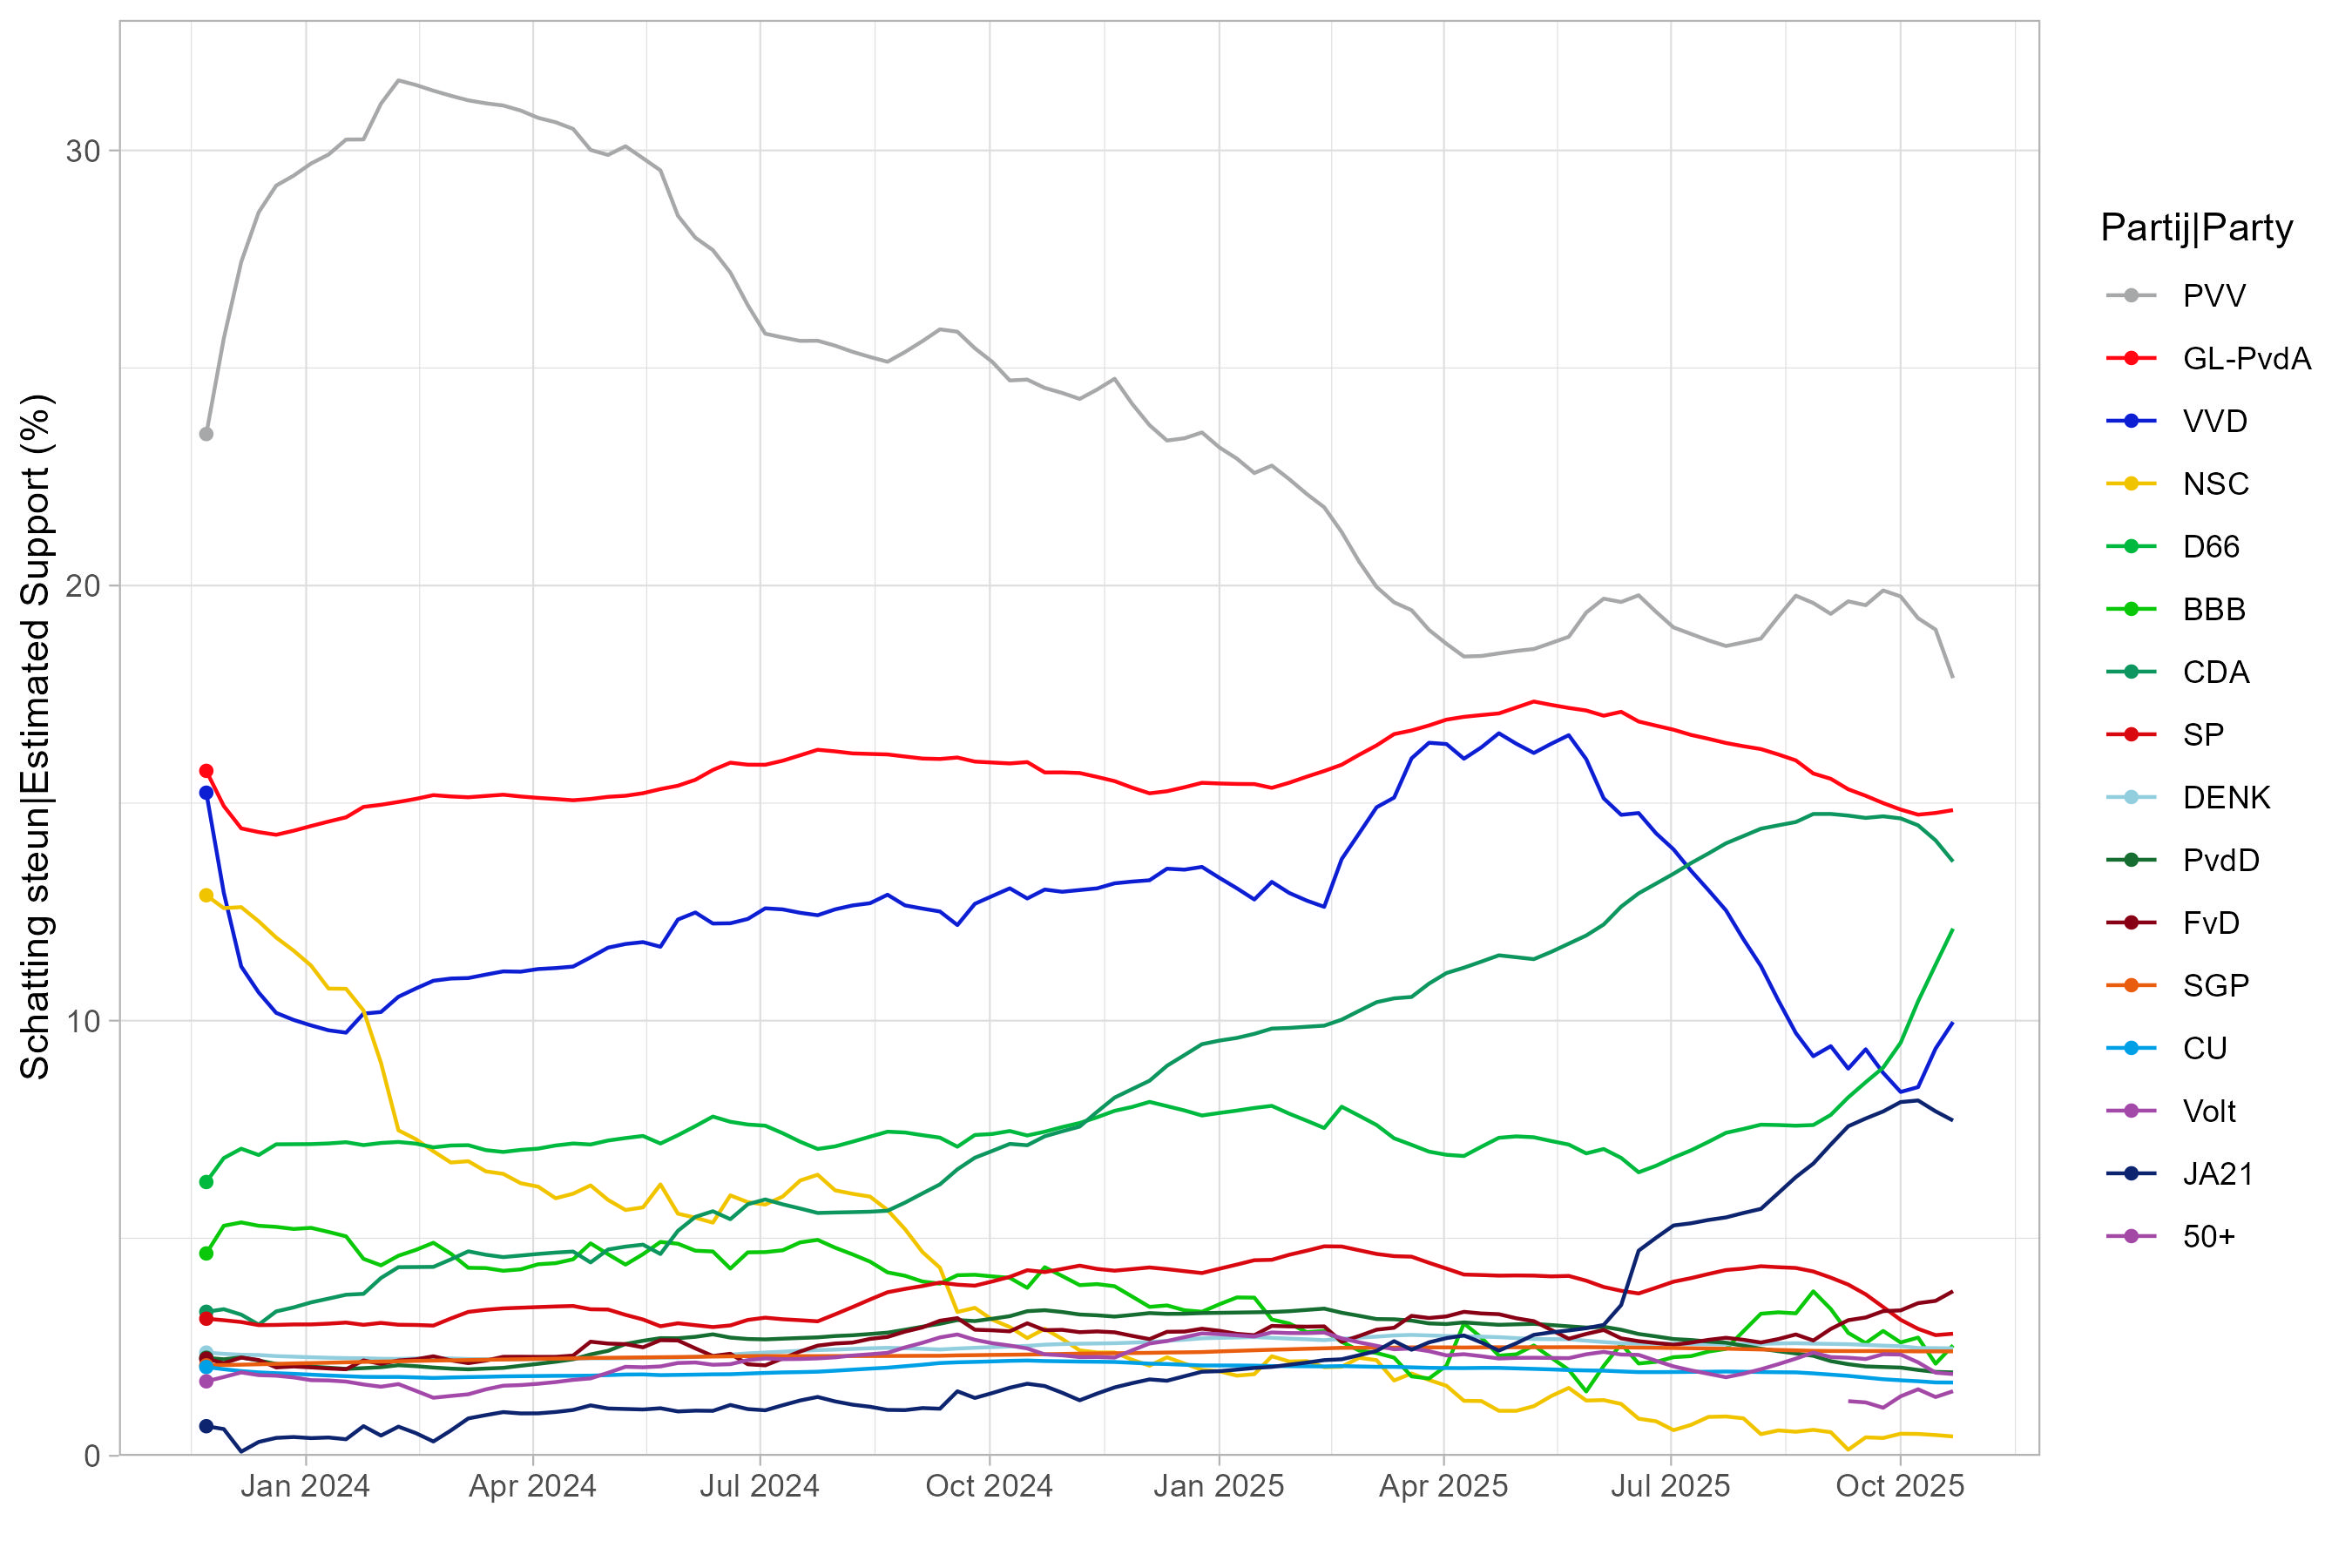 Schatting steun|Estimated Support (%)
30
20
10
0
Jan 2024
Apr 2024
Jul 2024
Oct 2024
Jan 2025
Apr 2025
Jul 2025
Oct 2025
Partij|Party
PVV
GL-PvdA
VVD
NSC
D66
BBB
CDA
SP
DENK
PvdD
FvD
SGP
CU
Volt
JA21
50+